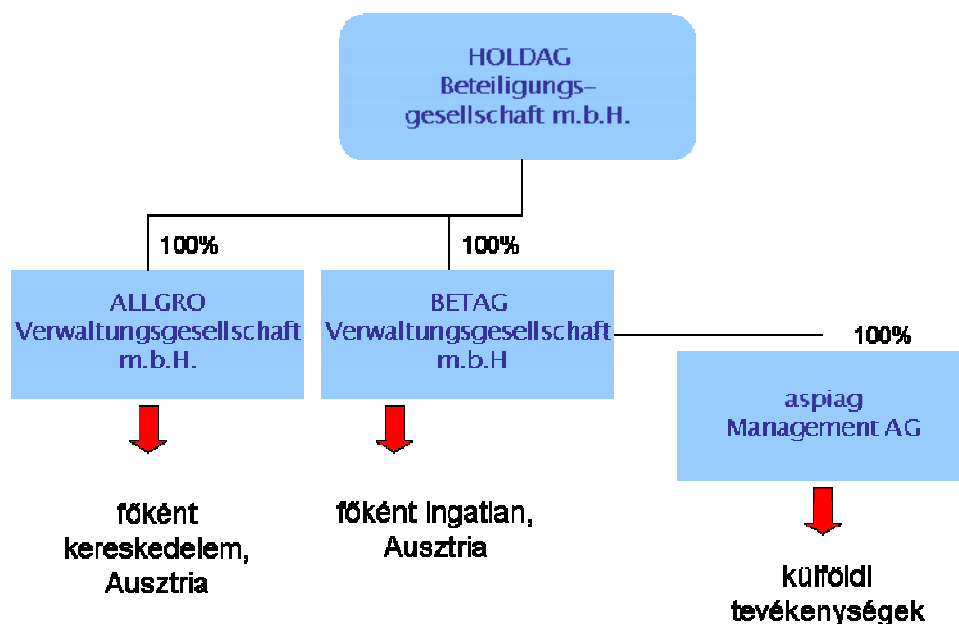 HOLDAG
Beteiligungs-
gesellschaft m.b.H.
100%
100%
ALLGRO
Verwaltungsgesellschaft
m.b.H.
BETAG
Verwaltungsgesellschaft
m.b.H
100%
aspiag
Management AG
főként
kereskedelem,
Ausztria
főként ingatlan,
Ausztria
külföldi
tevékenységek